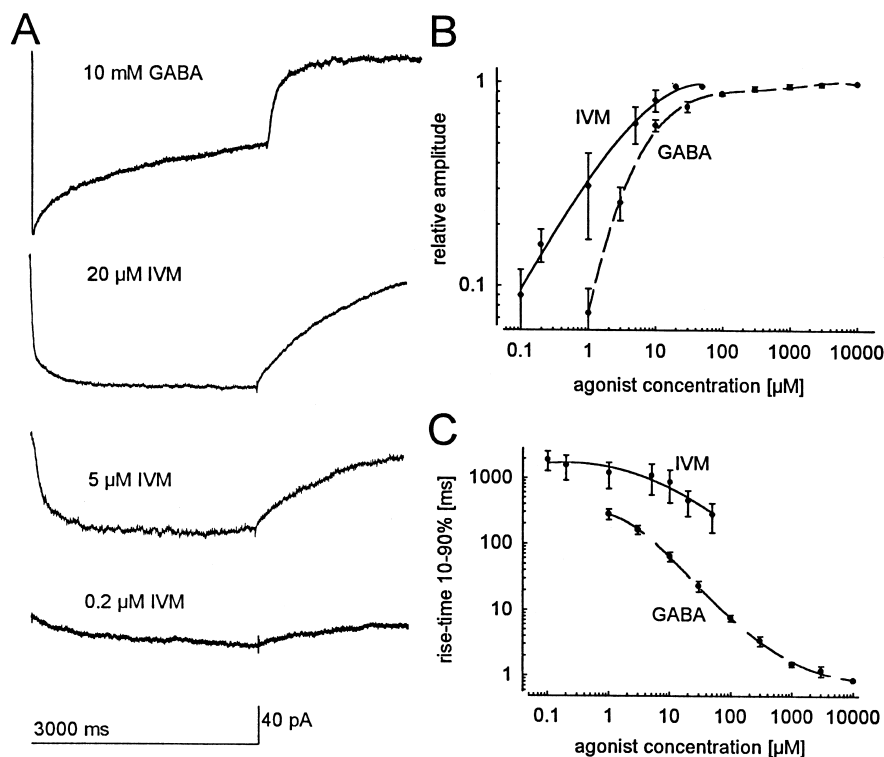 A
10 mM GABA
20 µM IVM
5 µM IVM
0.2 µM IVM
3000 ms
40 pA
B
relative amplitude
1
0.1
IVM
GABA
0.1 1 10 100 1000 10000
agonist concentration [µM]
C
rise-time 10-90% [ms]
1000
100
10
1
IVM
GABA
0.1 1 10 100 1000 10000
agonist concentration [µM]